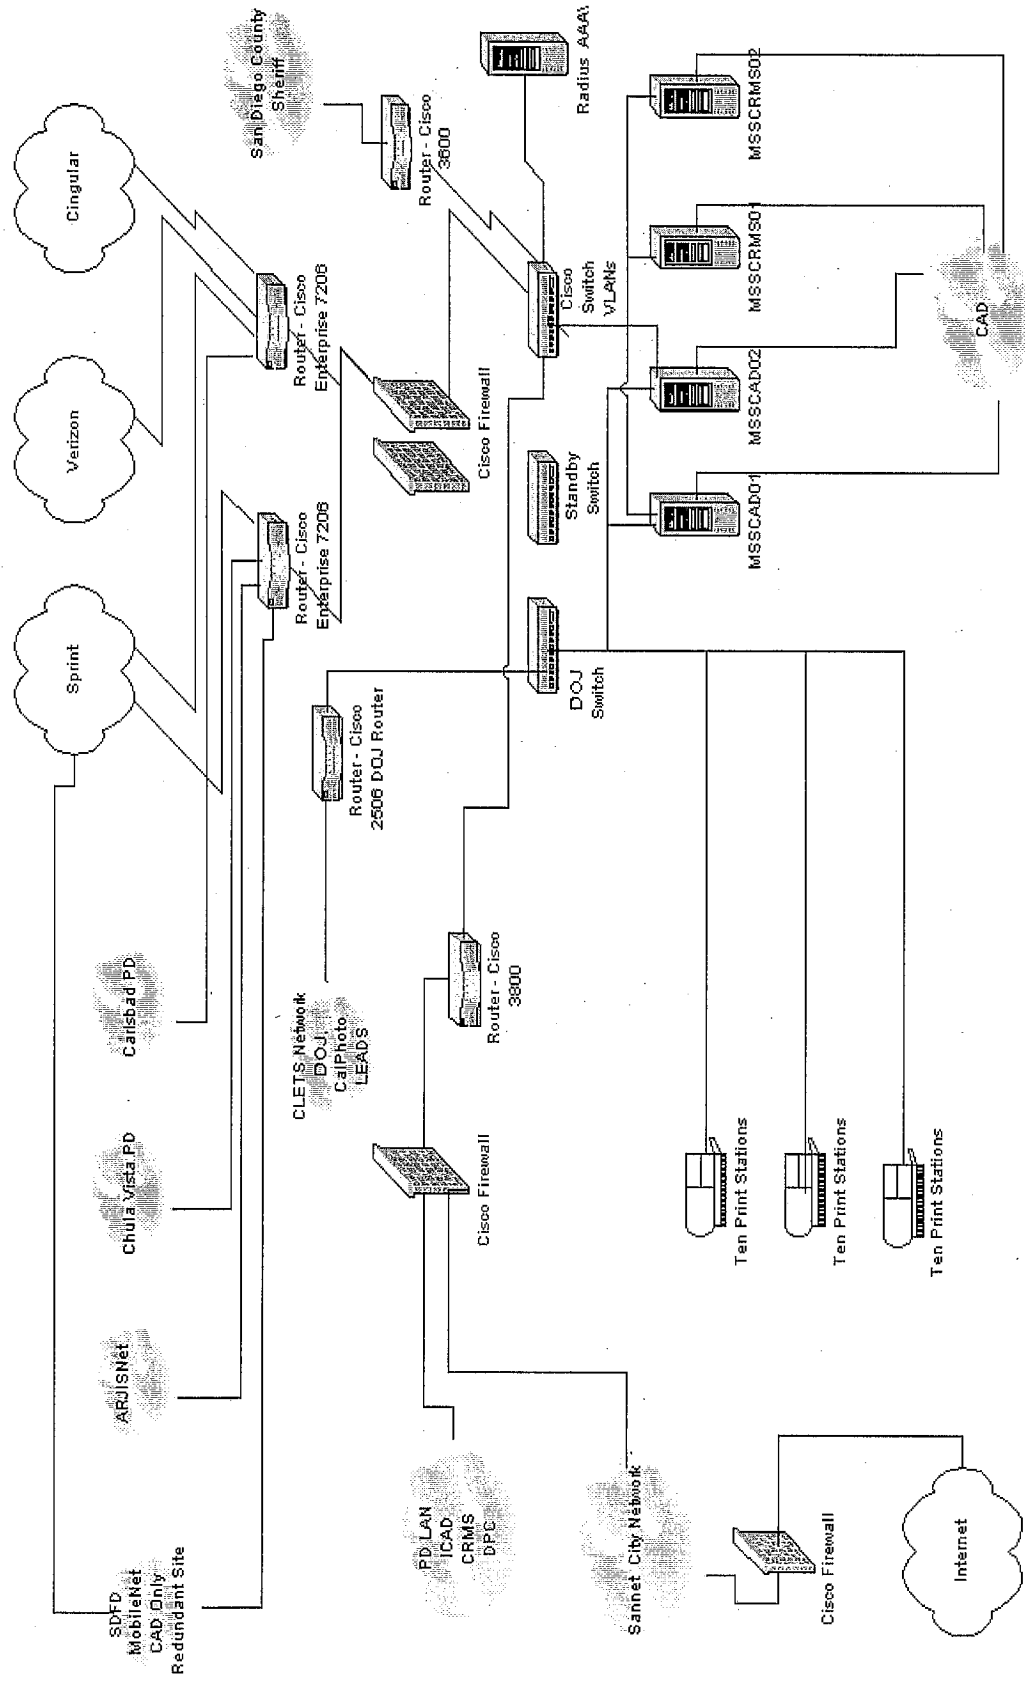 SDFD
MobileNet
CAD Only
Redundant Site
ARJISNet
Chula Vista PD
Carlsbad PD
Sprint
Verizon
Cingular
San Diego County
Sheriff
Router - Cisco
Enterprise 7206
Router - Cisco
Enterprise 7206
Router - Cisco
3600
Radius AAA
CLETS Network
DOJ,
CalPhoto
LEADS
Router - Cisco
2506 DOJ Router
Cisco Firewall
Cisco Firewall
Router - Cisco
3800
PD LAN
ICAD
CRMS
DPC
DOJ
Switch
Standby
Switch
Cisco
Switch
VLANs
Sannet City Network
Cisco Firewall
Internet
Ten Print Stations
Ten Print Stations
Ten Print Stations
MSSCAD01
MSSCAD02
MSSCRMS01
MSSCRMS02
CAD